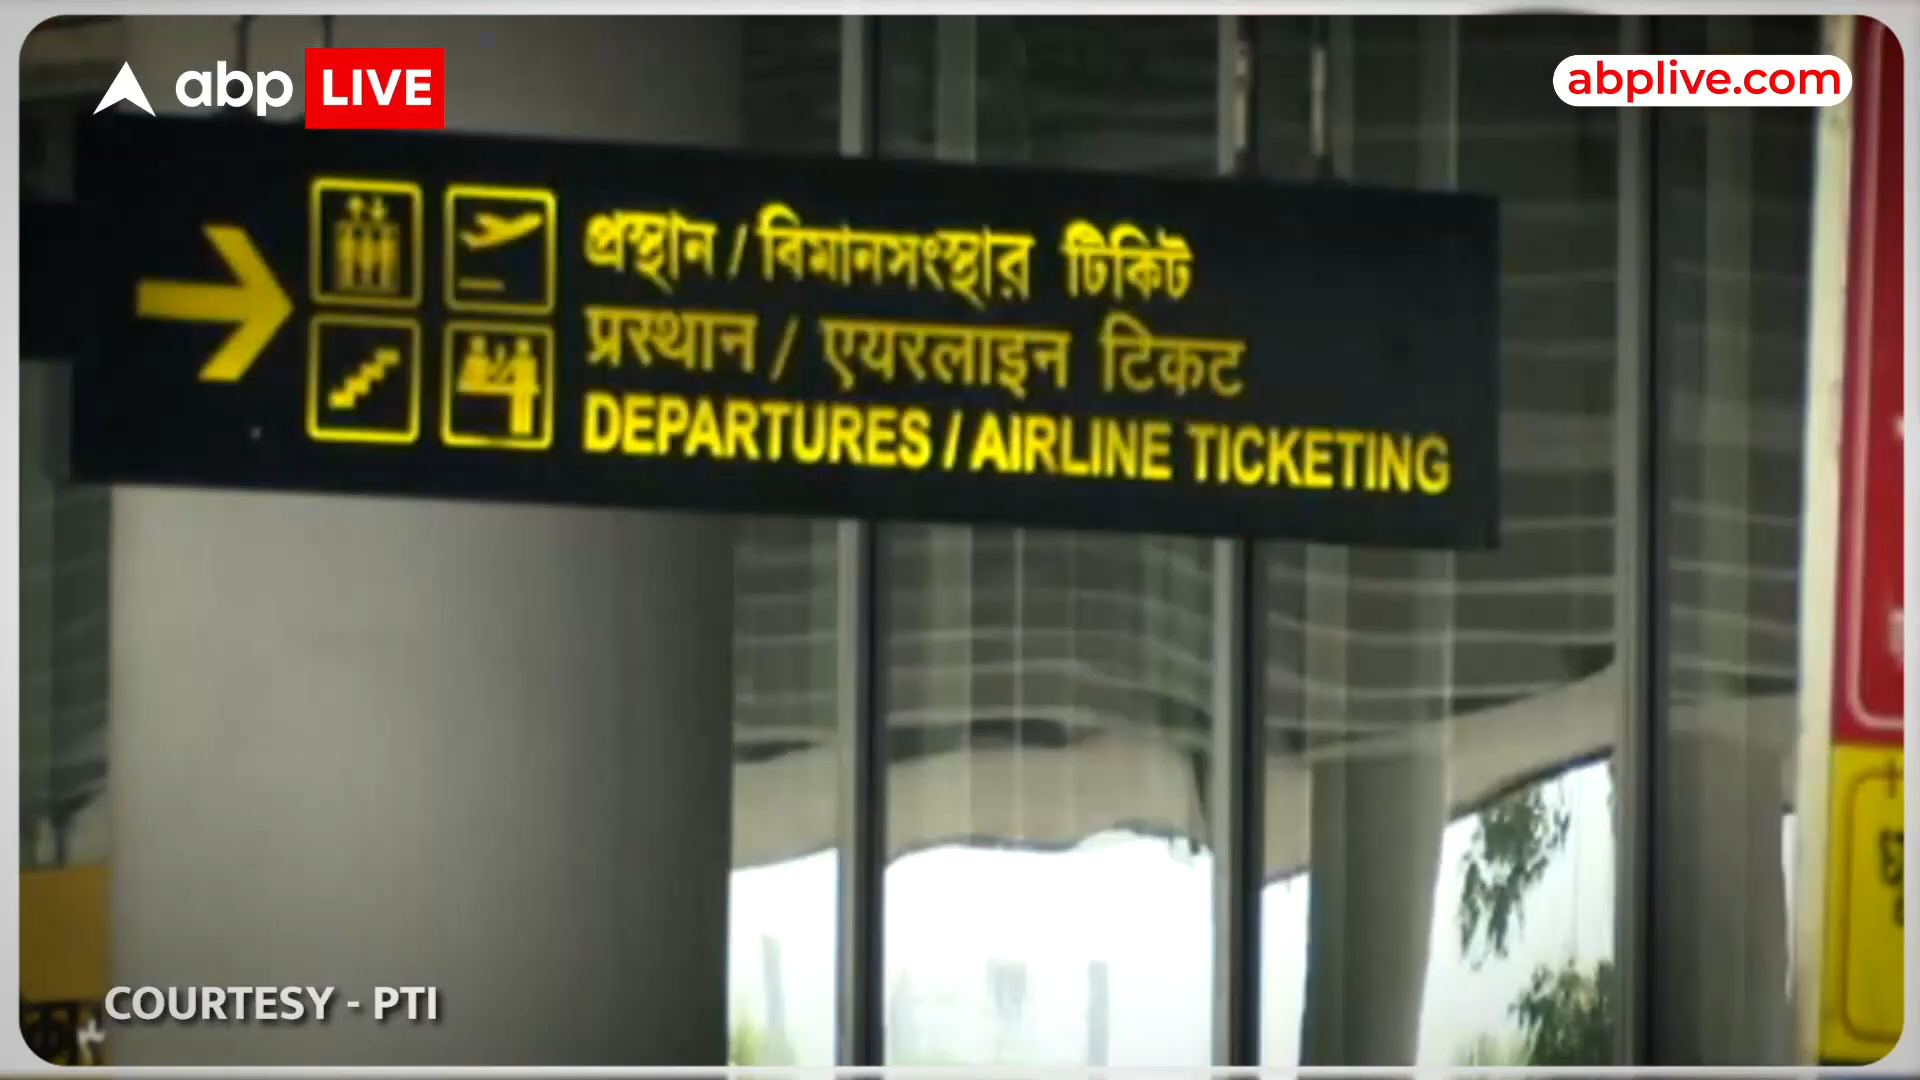 abp LIVE
abplive.com
প্রস্থান / বিমানসংস্থার টিকিট
प्रस्थान / एयरलाइन टिकट
DEPARTURES / AIRLINE TICKETING
COURTESY - PTI